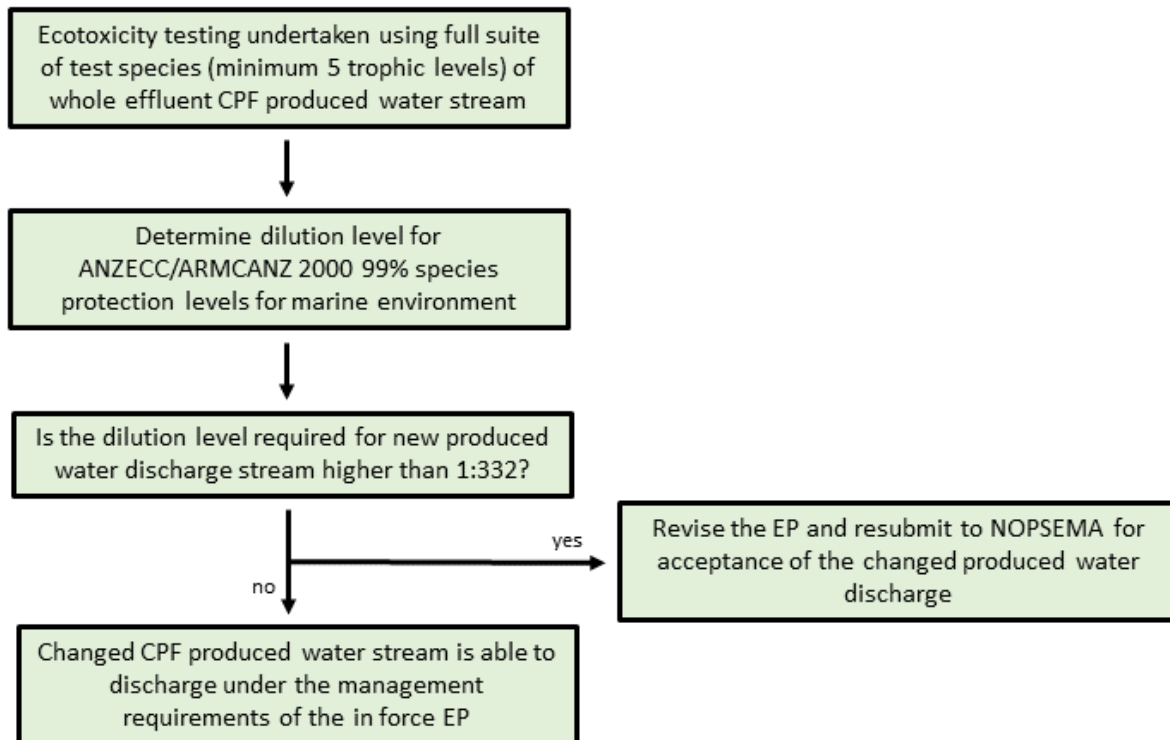 Ecotoxicity testing undertaken using full suite
of test species (minimum 5 trophic levels) of
whole effluent CPF produced water stream
Determine dilution level for
ANZECC/ARMCANZ 2000 99% species
protection levels for marine environment
Is the dilution level required for new produced
water discharge stream higher than 1:332?
yes
no
Revise the EP and resubmit to NOPSEMA for
acceptance of the changed produced water
discharge
Changed CPF produced water stream is able to
discharge under the management
requirements of the in force EP